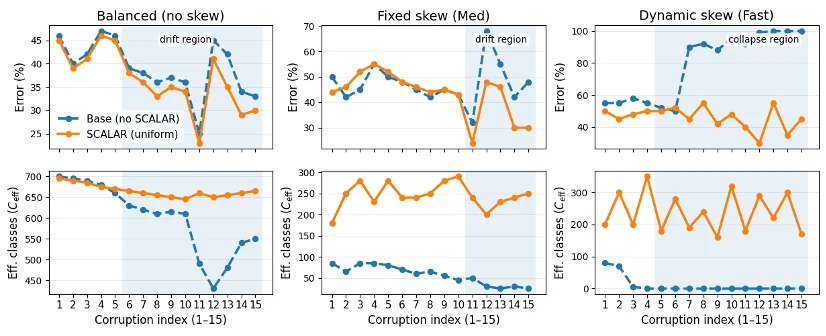 Balanced (no skew)
Error (%)
45
40
35
30
25
drift region
Base (no SCALAR)
SCALAR (uniform)
Fixed skew (Med)
Error (%)
70
60
50
40
30
drift region
Dynamic skew (Fast)
Error (%)
100
80
60
40
collapse region
Eff. classes (C_eff)
700
650
600
550
500
450
1 2 3 4 5 6 7 8 9 10 11 12 13 14 15
Corruption index (1–15)
Eff. classes (C_eff)
300
250
200
150
100
50
1 2 3 4 5 6 7 8 9 10 11 12 13 14 15
Corruption index (1–15)
Eff. classes (C_eff)
300
200
100
0
1 2 3 4 5 6 7 8 9 10 11 12 13 14 15
Corruption index (1–15)